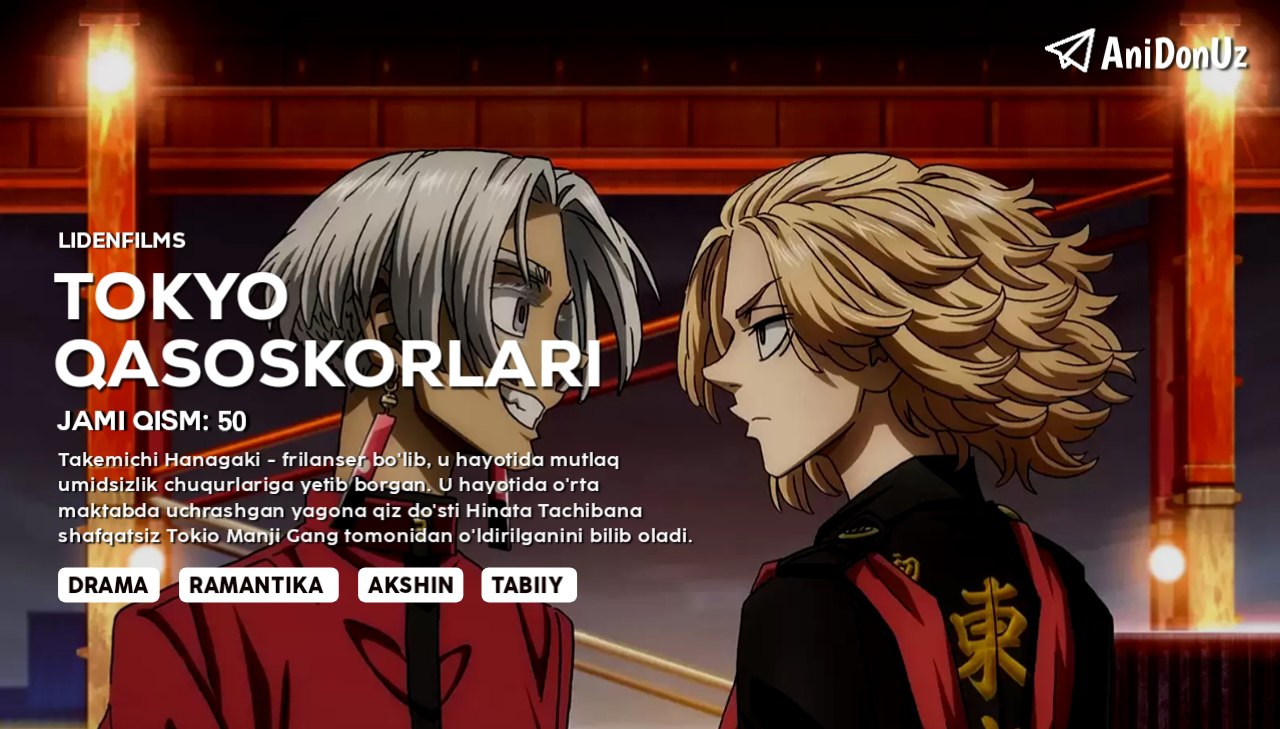 AniDonUz
LIDENFILMS
TOKYO
QASOSKORLARI
JAMI QISM: 50
Takemichi Hanagaki - frilanser bo'lib, u hayotida mutlaq
umidsizlik chuqurlariga yetib borgan. U hayotida o'rta
maktabda uchrashgan yagona qiz do'sti Hinata Tachibana
shafqatsiz Tokio Manji Gang tomonidan o'ldirilganini bilib oladi.
DRAMA RAMANTIKA AKSHIN TABIIY
東